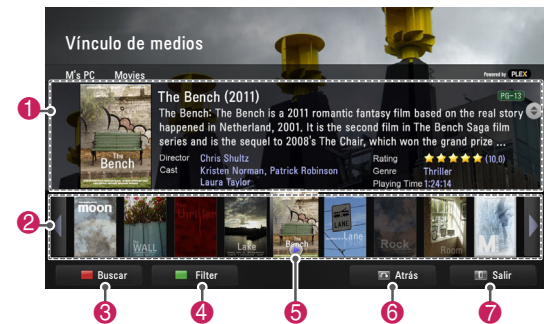 Vínculo de medios
M's PC Movies Powered by PLEX
1
The Bench (2011) PG-13
The Bench: The Bench is a 2011 romantic fantasy film based on the real story
happened in Netherland, 2001. It is the second film in The Bench Saga film
series and is the sequel to 2008's The Chair, which won the grand prize ...
Director Chris Shultz Rating (10,0)
Cast Kristen Norman, Patrick Robinson Genre Thriller
Laura Taylor Playing Time 1:24:14
The
Bench
2
moon
WALL
Thriller
Lake
The
Bench
LANE
Lane
Rock
Room
M
Buscar Filter Atrás Salir
3 4 5 6 7